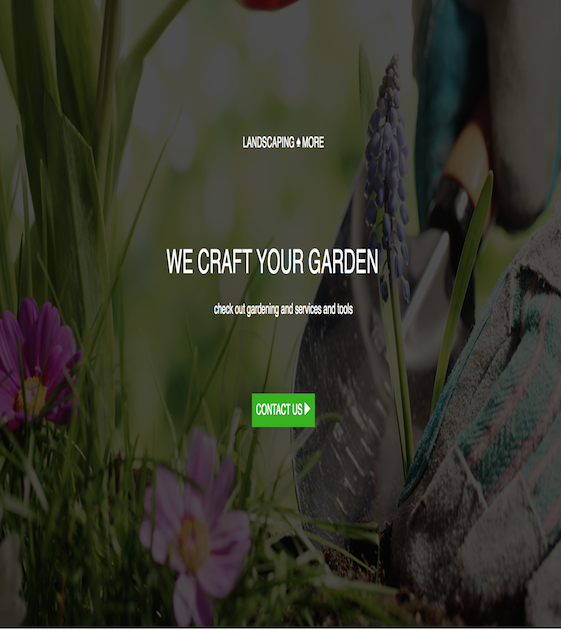 LANDSCAPING ♠ MORE
WE CRAFT YOUR GARDEN
check out gardening and services and tools
CONTACT US